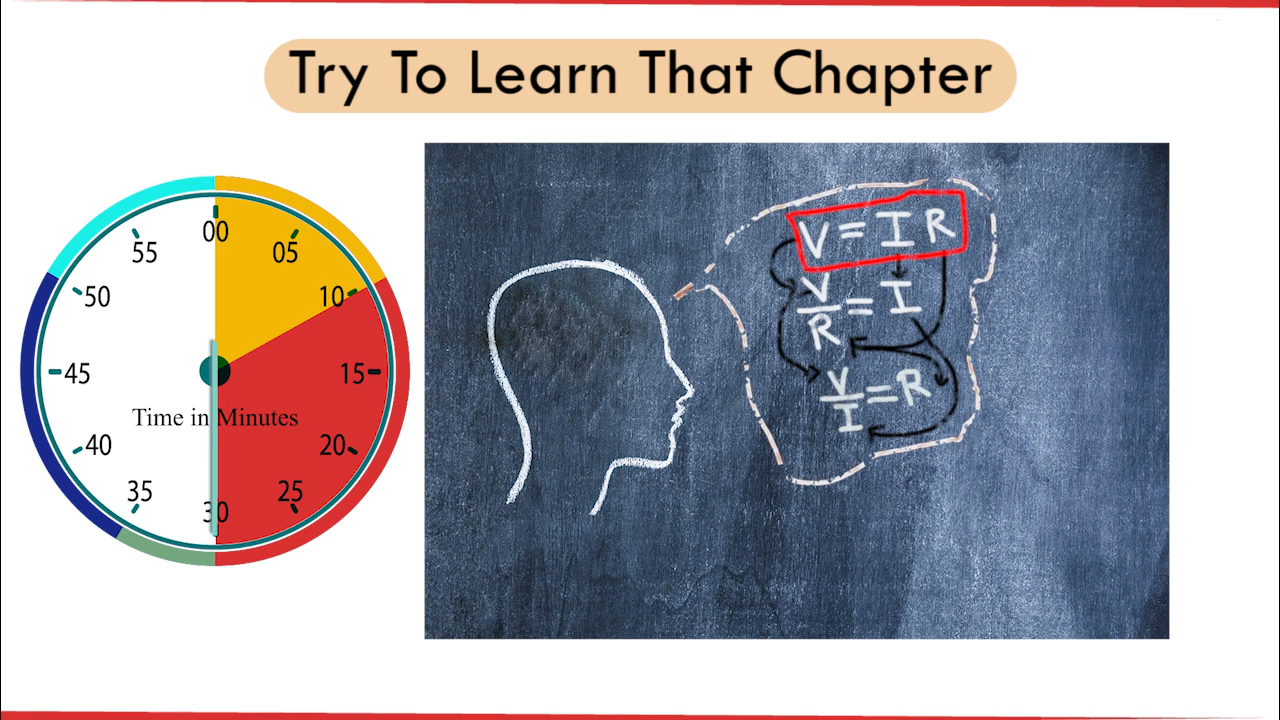 Try To Learn That Chapter
00
05
10
15
20
25
30
35
40
45
50
55
Time in Minutes
V = I R
V/R = I
V/I = R